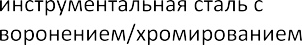 инструментальная сталь с
воронением/хромированием